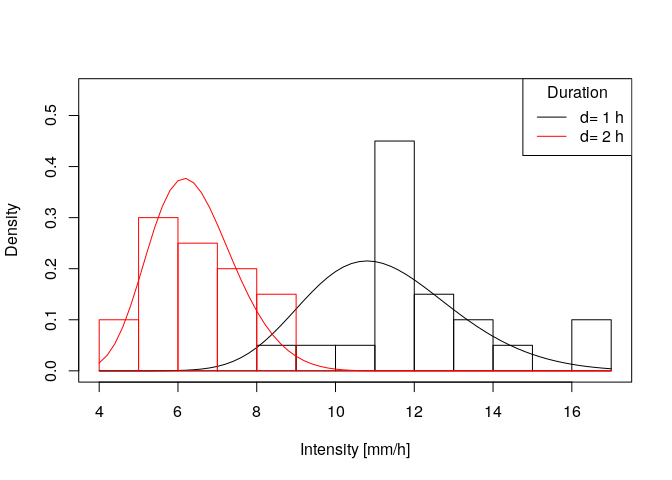 Duration
d= 1 h
d= 2 h
Density
0.5
0.4
0.3
0.2
0.1
0.0
4 6 8 10 12 14 16
Intensity [mm/h]